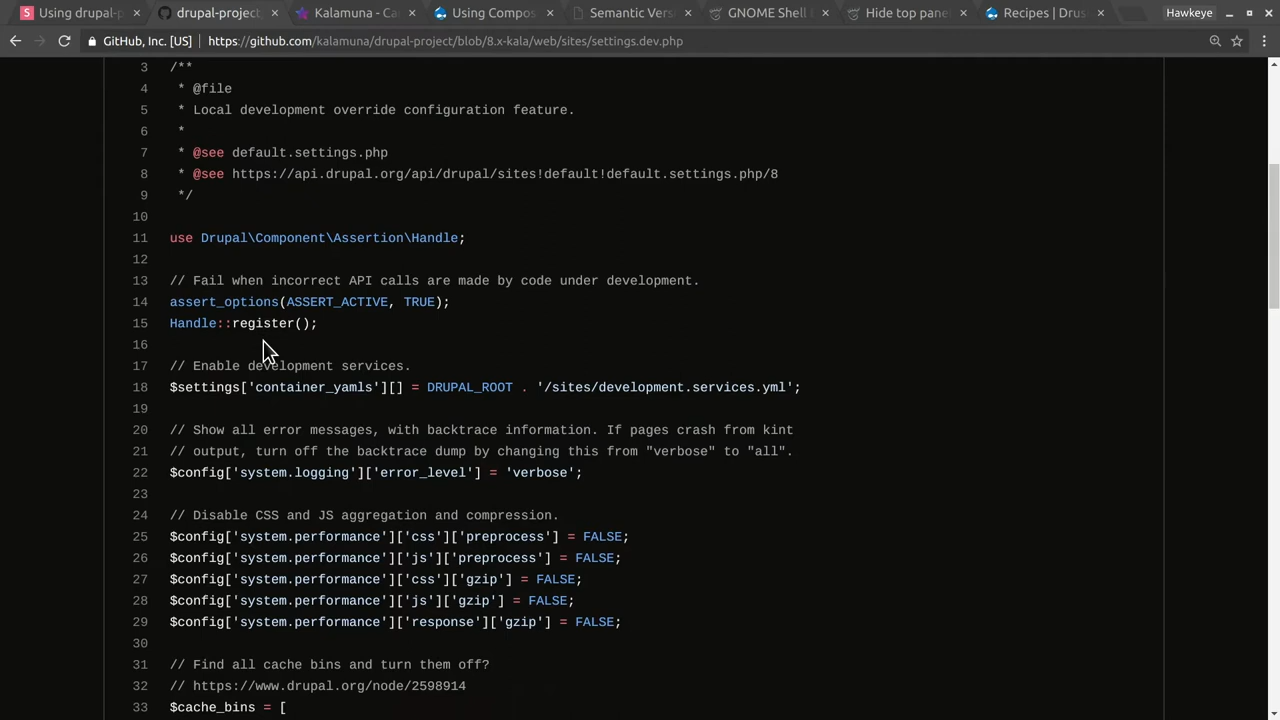 Using drupal-p
drupal-project
Kalamuna - Ca
Using Compos
Semantic Vers
GNOME Shell
Hide top pane
Recipes | Drus
Hawkeye
GitHub, Inc. [US]
https://github.com/kalamuna/drupal-project/blob/8.x-kala/web/sites/settings.dev.php
3 /**
4 * @file
5 * Local development override configuration feature.
6 *
7 * @see default.settings.php
8 * @see https://api.drupal.org/api/drupal/sites!default!default.settings.php/8
9 */
10
11 use Drupal\Component\Assertion\Handle;
12
13 // Fail when incorrect API calls are made by code under development.
14 assert_options(ASSERT_ACTIVE, TRUE);
15 Handle::register();
16
17 // Enable development services.
18 $settings['container_yamls'][] = DRUPAL_ROOT . '/sites/development.services.yml';
19
20 // Show all error messages, with backtrace information. If pages crash from kint
21 // output, turn off the backtrace dump by changing this from "verbose" to "all".
22 $config['system.logging']['error_level'] = 'verbose';
23
24 // Disable CSS and JS aggregation and compression.
25 $config['system.performance']['css']['preprocess'] = FALSE;
26 $config['system.performance']['js']['preprocess'] = FALSE;
27 $config['system.performance']['css']['gzip'] = FALSE;
28 $config['system.performance']['js']['gzip'] = FALSE;
29 $config['system.performance']['response']['gzip'] = FALSE;
30
31 // Find all cache bins and turn them off?
32 // https://www.drupal.org/node/2598914
33 $cache_bins = [